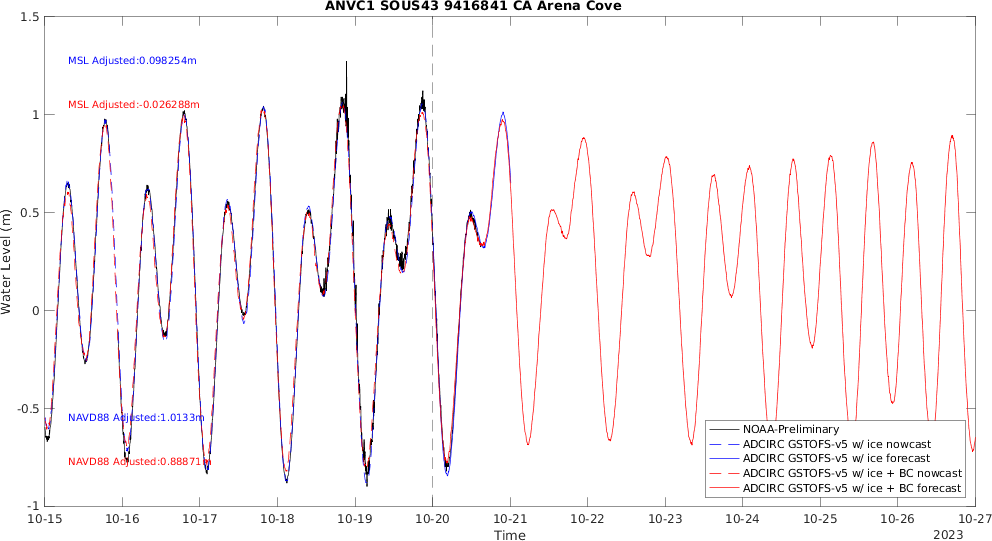 ANVC1 SOUS43 9416841 CA Arena Cove
1.5
MSL Adjusted:0.098254m
MSL Adjusted:-0.026288m
1
0.5
Water Level (m)
0
-0.5
NAVD88 Adjusted:1.0133m
NAVD88 Adjusted:0.88871m
-1
NOAA-Preliminary
ADCIRC GSTOFS-v5 w/ ice nowcast
ADCIRC GSTOFS-v5 w/ ice forecast
ADCIRC GSTOFS-v5 w/ ice + BC nowcast
ADCIRC GSTOFS-v5 w/ ice + BC forecast
10-15 10-16 10-17 10-18 10-19 10-20 10-21 10-22 10-23 10-24 10-25 10-26 10-27
Time
2023